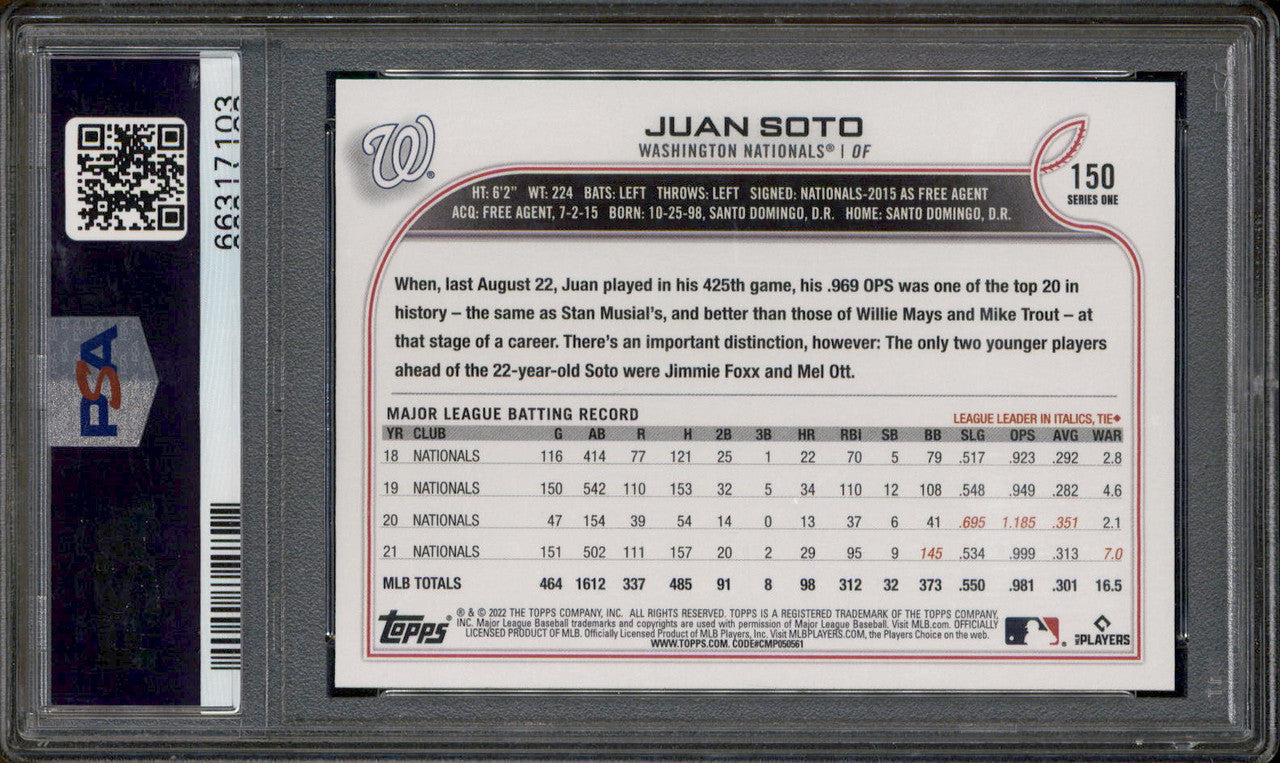 66317103
PSA
W®
JUAN SOTO
WASHINGTON NATIONALS® | OF
150
SERIES ONE
HT: 6'2" WT: 224 BATS: LEFT THROWS: LEFT SIGNED: NATIONALS-2015 AS FREE AGENT
ACQ: FREE AGENT, 7-2-15 BORN: 10-25-98, SANTO DOMINGO, D.R. HOME: SANTO DOMINGO, D.R.
When, last August 22, Juan played in his 425th game, his .969 OPS was one of the top 20 in
history – the same as Stan Musial's, and better than those of Willie Mays and Mike Trout – at
that stage of a career. There's an important distinction, however: The only two younger players
ahead of the 22-year-old Soto were Jimmie Foxx and Mel Ott.
MAJOR LEAGUE BATTING RECORD LEAGUE LEADER IN ITALICS, TIE♦
YR CLUB G AB R H 2B 3B HR RBI SB BB SLG OPS AVG WAR
18 NATIONALS 116 414 77 121 25 1 22 70 5 79 .517 .923 .292 2.8
19 NATIONALS 150 542 110 153 32 5 34 110 12 108 .548 .949 .282 4.6
20 NATIONALS 47 154 39 54 14 0 13 37 6 41 .695 1.185 .351 2.1
21 NATIONALS 151 502 111 157 20 2 29 95 9 145 .534 .999 .313 7.0
MLB TOTALS 464 1612 337 485 91 8 98 312 32 373 .550 .981 .301 16.5
Topps
® & © 2022 THE TOPPS COMPANY, INC. ALL RIGHTS RESERVED. TOPPS IS A REGISTERED TRADEMARK OF THE TOPPS COMPANY,
INC. Major League Baseball trademarks and copyrights are used with permission of Major League Baseball. Visit MLB.com. OFFICIALLY
LICENSED PRODUCT OF MLB. Officially Licensed Product of MLB Players, Inc. Visit MLBPLAYERS.COM, the Players Choice on the web.
WWW.TOPPS.COM. CODE#CMP050561
MLB PLAYERS